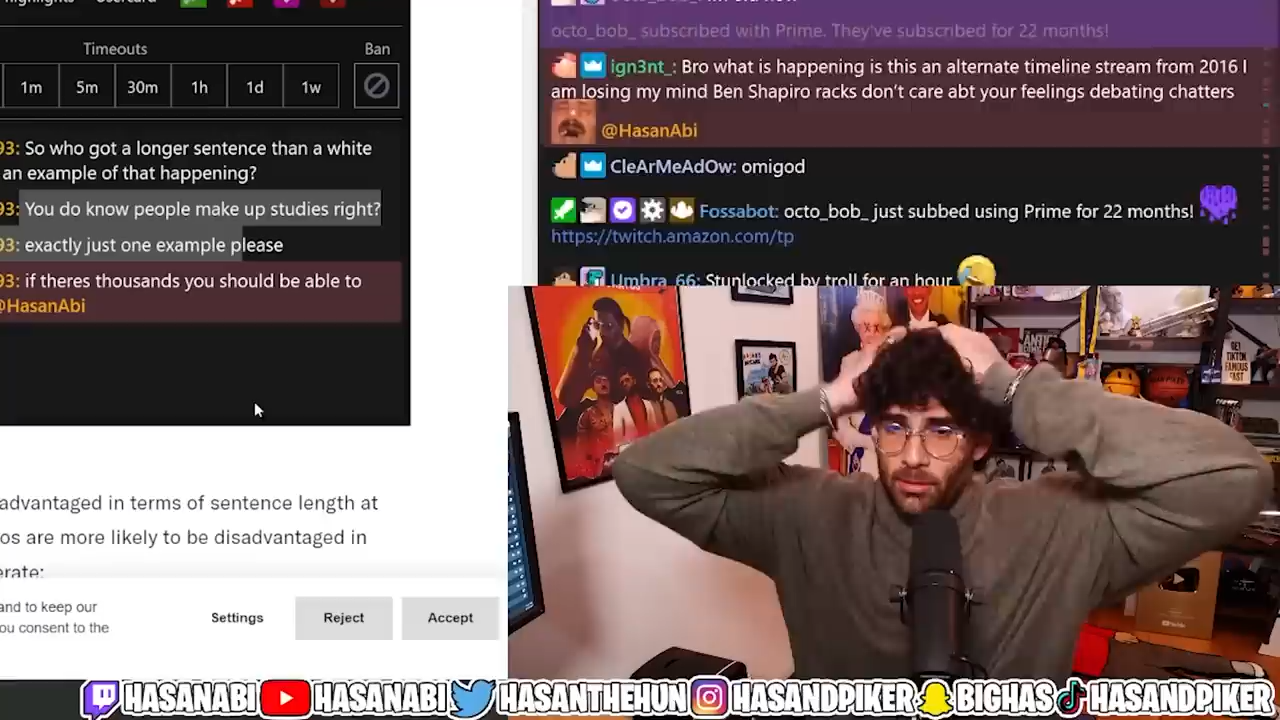 Highlights Usercard
Timeouts Ban
1m 5m 30m 1h 1d 1w
93: So who got a longer sentence than a white
an example of that happening?
93: You do know people make up studies right?
93: exactly just one example please
93: if theres thousands you should be able to
@HasanAbi
advantaged in terms of sentence length at
os are more likely to be disadvantaged in
erate:
and to keep our
ou consent to the
Settings Reject Accept
octo_bob_ subscribed with Prime. They've subscribed for 22 months!
ign3nt_: Bro what is happening is this an alternate timeline stream from 2016 I
am losing my mind Ben Shapiro racks don't care abt your feelings debating chatters
@HasanAbi
CleArMeAdOw: omigod
Fossabot: octo_bob_ just subbed using Prime for 22 months!
https://twitch.amazon.com/tp
Umbra_66: Stunlocked by troll for an hour
HASANABI HASANABI HASANTHEHUN HASANDPIKER BIGHAS HASANDPIKER